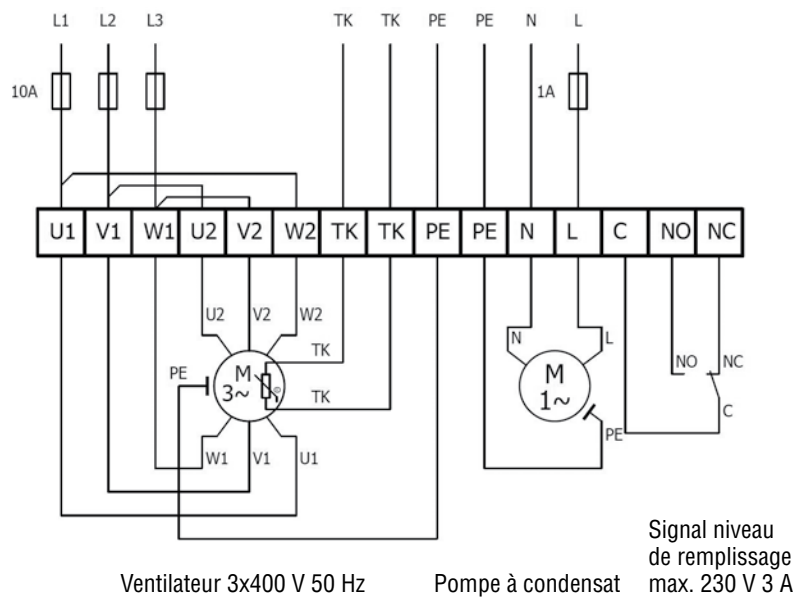 L1 L2 L3 TK TK PE PE N L
10A 1A
U1 V1 W1 U2 V2 W2 TK TK PE PE N L C NO NC
U2 V2 W2
TK
N L
PE M
3~
M
1~
NO NC
TK
C
PE
W1 V1 U1
Signal niveau
de remplissage
Ventilateur 3x400 V 50 Hz Pompe à condensat max. 230 V 3 A